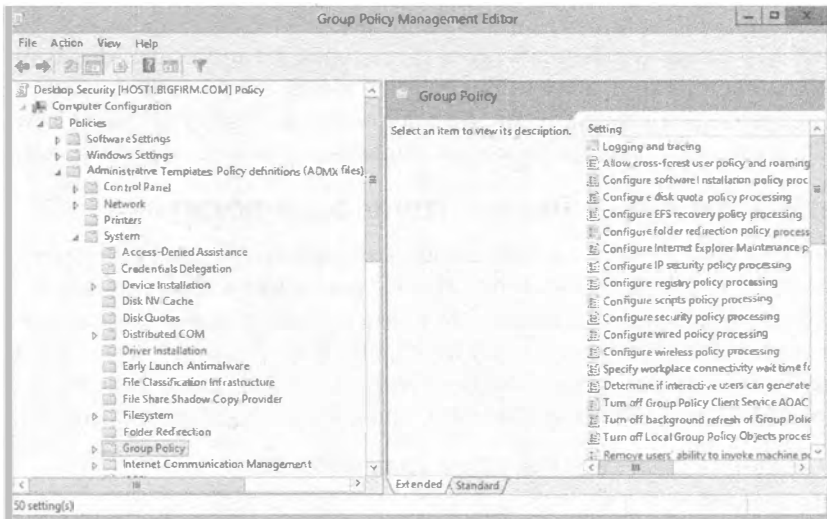 Group Policy Management Editor
File Action View Help
Desktop Security [HOST1.BIGFIRM.COM] Policy
Computer Configuration
Policies
Software Settings
Windows Settings
Administrative Templates: Policy definitions (ADMX files)
Control Panel
Network
Printers
System
Access-Denied Assistance
Credentials Delegation
Device Installation
Disk NV Cache
Disk Quotas
Distributed COM
Driver Installation
Early Launch Antimalware
File Classification Infrastructure
File Share Shadow Copy Provider
Filesystem
Folder Redirection
Group Policy
Internet Communication Management
Group Policy
Select an item to view its description.
Setting
Logging and tracing
Allow cross-forest user policy and roaming
Configure software Installation policy proc
Configure disk quota policy processing
Configure EFS recovery policy processing
Configure folder redirection policy process
Configure Internet Explorer Maintenance p
Configure IP security policy processing
Configure registry policy processing
Configure scripts policy processing
Configure security policy processing
Configure wired policy processing
Configure wireless policy processing
Specify workplace connectivity wait time fo
Determine if interactive users can generate
Turn off Group Policy Client Service AOAC
Turn off background refresh of Group Polic
Turn off Local Group Policy Objects proces
Remove users' ability to invoke machine po
Extended Standard
50 setting(s)